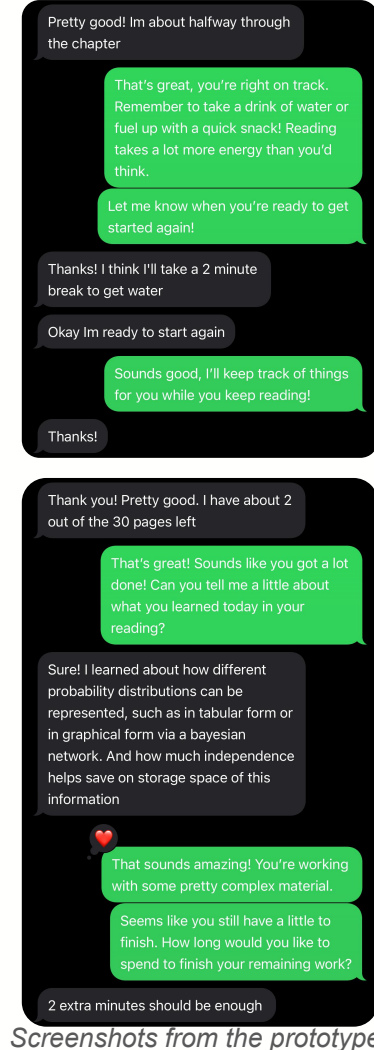 Pretty good! Im about halfway through
the chapter
That's great, you're right on track.
Remember to take a drink of water or
fuel up with a quick snack! Reading
takes a lot more energy than you'd
think.
Let me know when you're ready to get
started again!
Thanks! I think I'll take a 2 minute
break to get water
Okay Im ready to start again
Sounds good, I'll keep track of things
for you while you keep reading!
Thanks!
Thank you! Pretty good. I have about 2
out of the 30 pages left
That's great! Sounds like you got a lot
done! Can you tell me a little about
what you learned today in your
reading?
Sure! I learned about how different
probability distributions can be
represented, such as in tabular form or
in graphical form via a bayesian
network. And how much independence
helps save on storage space of this
information
That sounds amazing! You're working
with some pretty complex material.
Seems like you still have a little to
finish. How long would you like to
spend to finish your remaining work?
2 extra minutes should be enough
Screenshots from the prototype